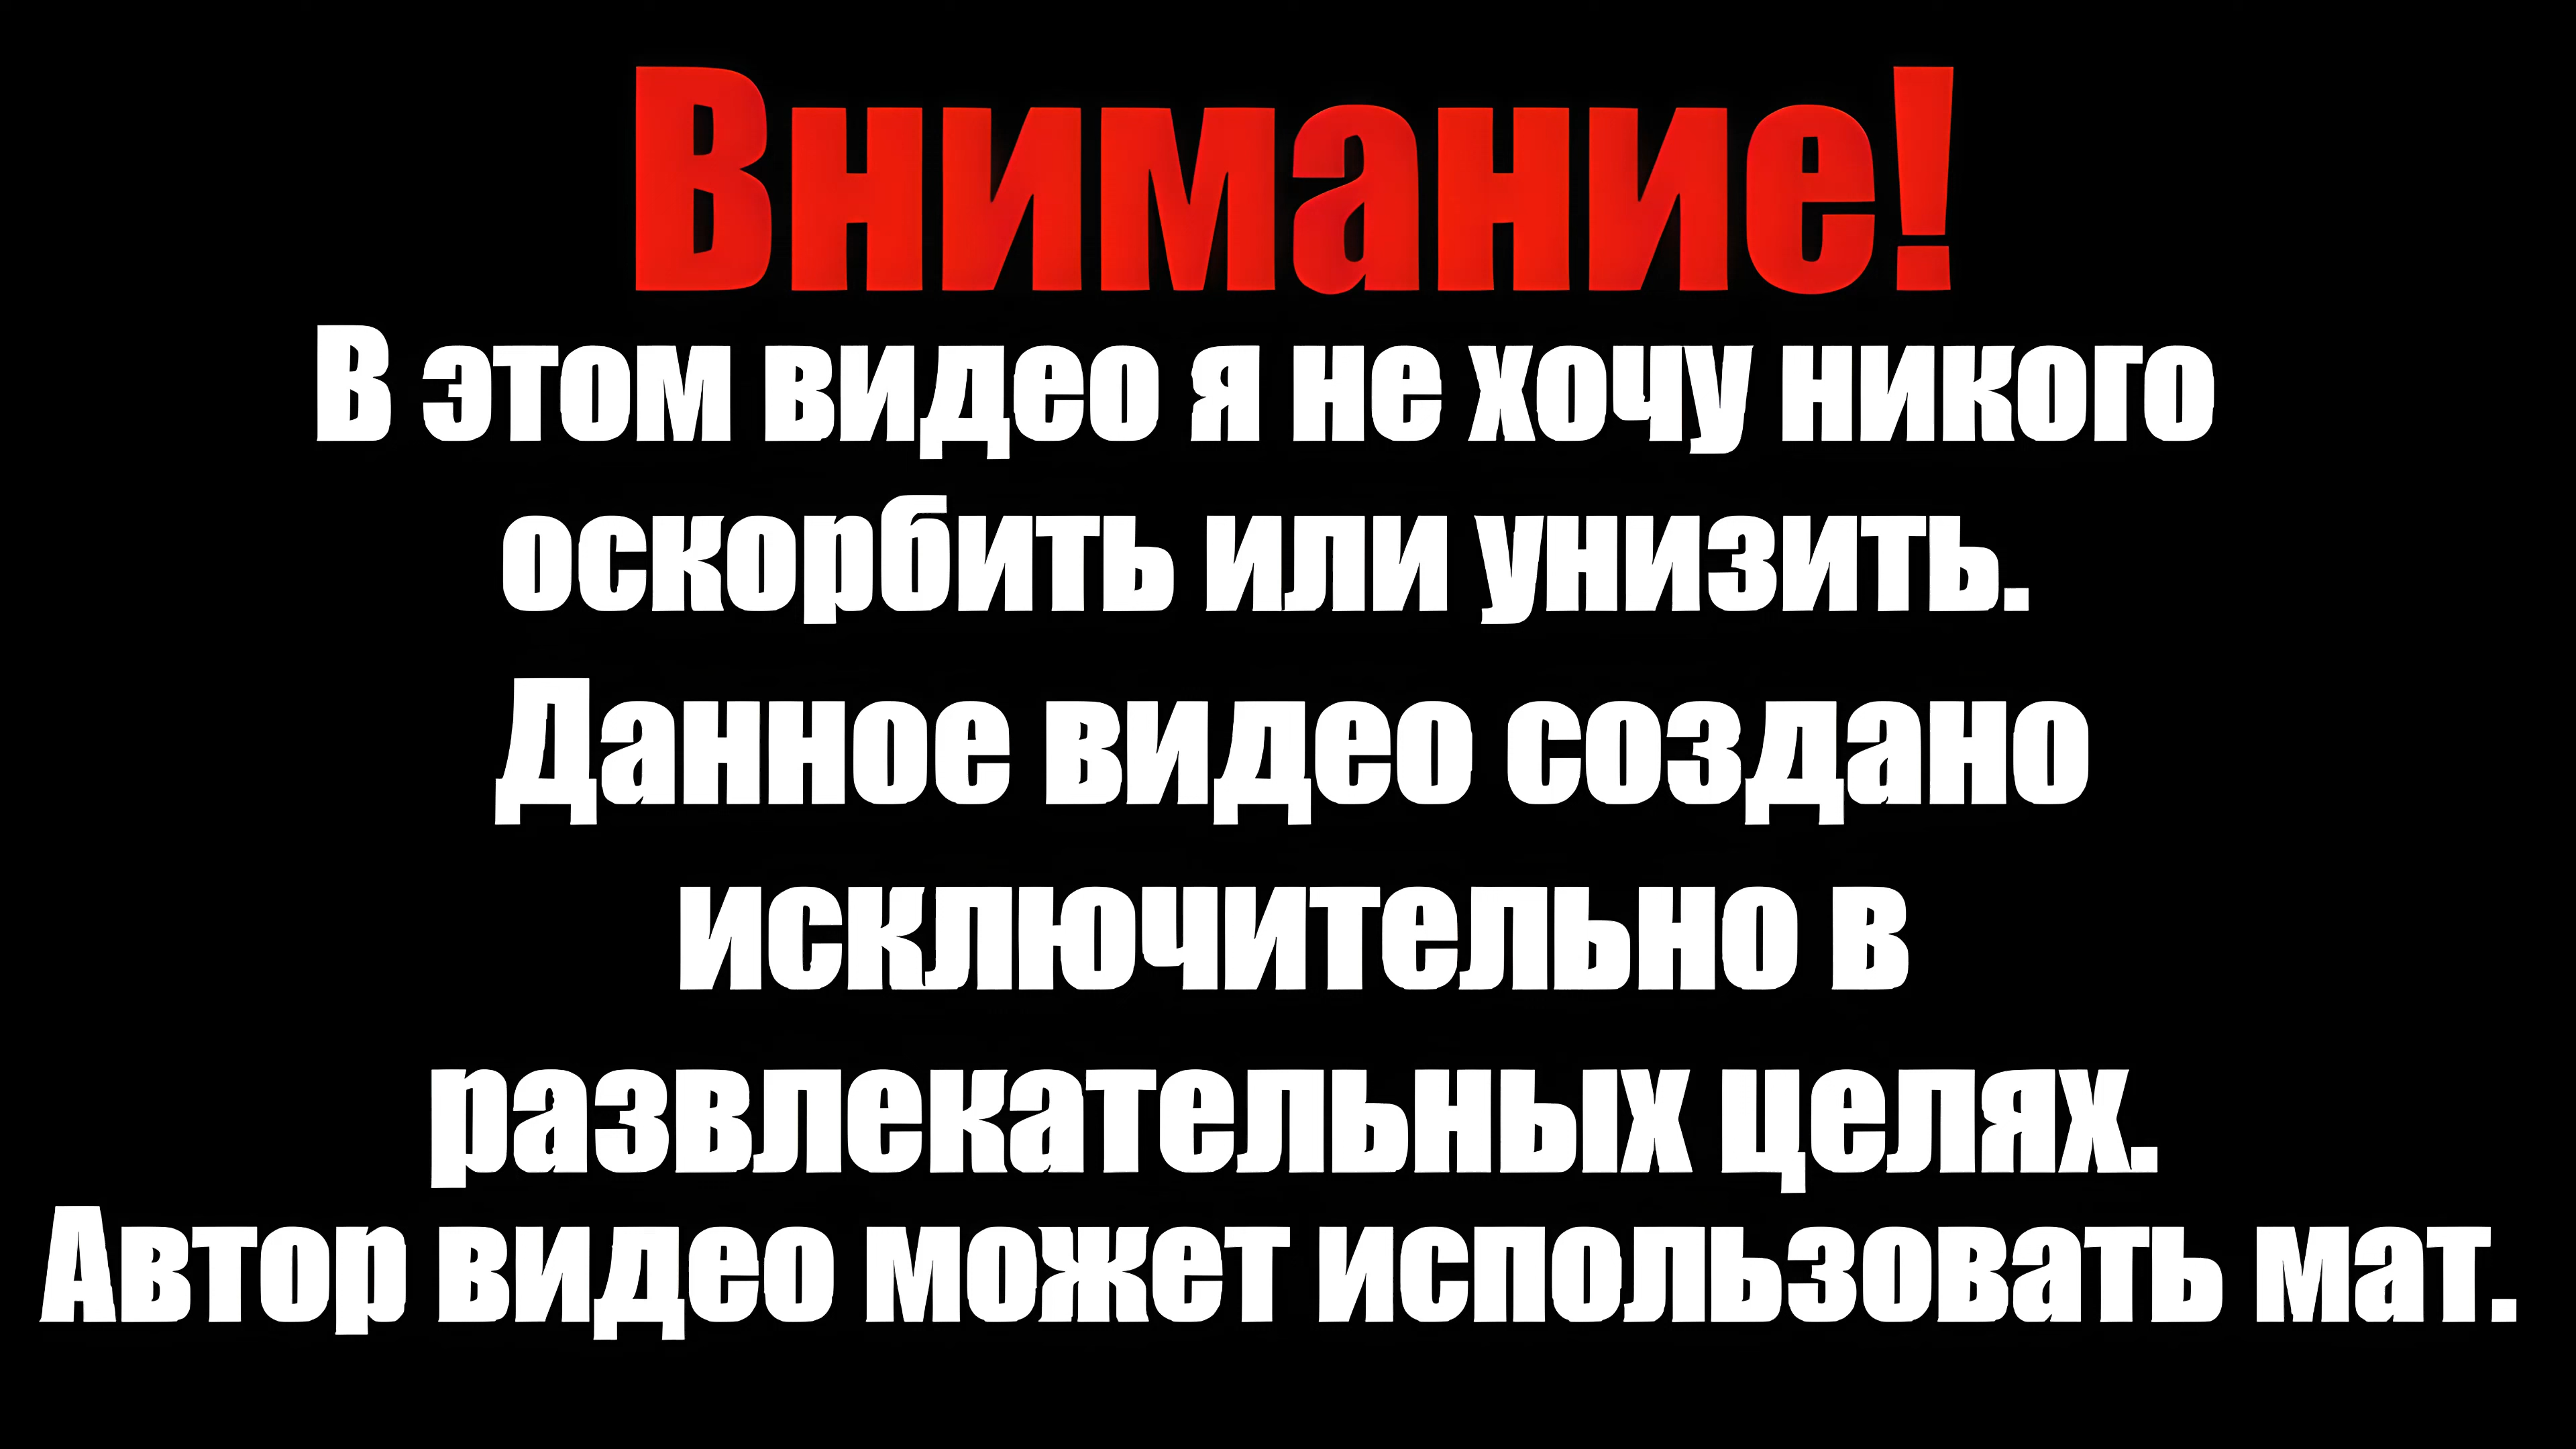 Внимание!
В этом видео я не хочу никого
оскорбить или унизить.
Данное видео создано
исключительно в
развлекательных целях.
Автор видео может использовать мат.